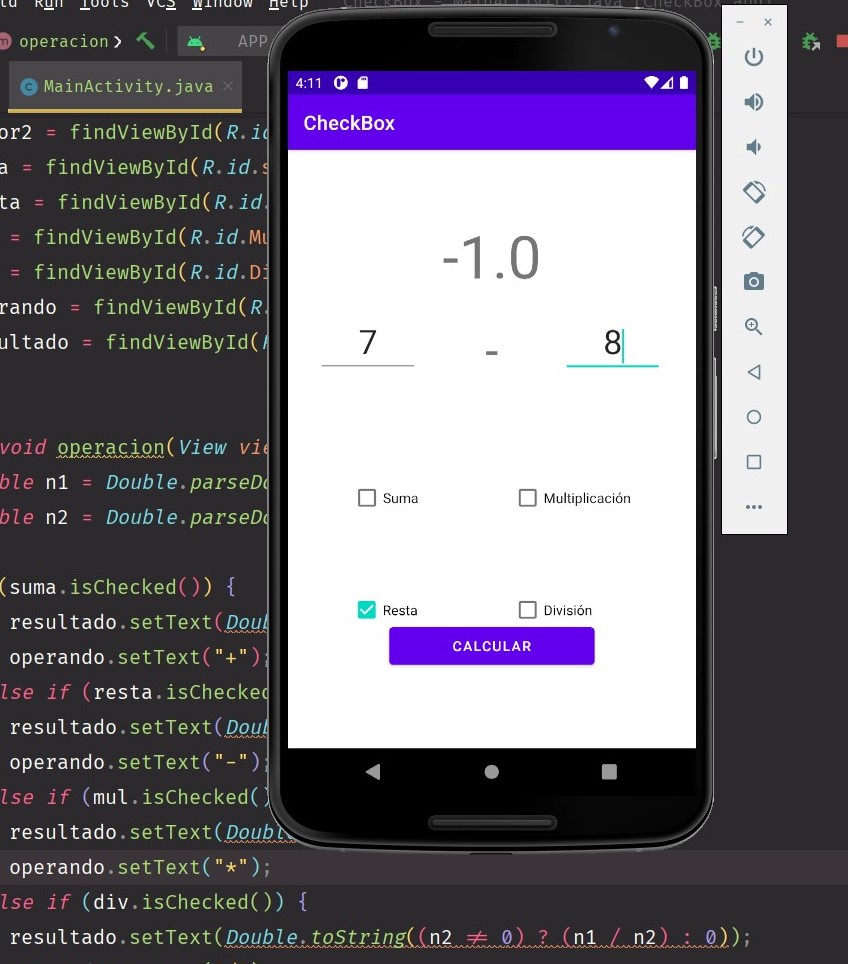 Run Tools VCS Window Help
CheckBox – MainActivity.java [CheckBox.app]
operacion
APP
MainActivity.java
or2 = findViewById(R.id
a = findViewById(R.id.s
ta = findViewById(R.id.
= findViewById(R.id.Mu
= findViewById(R.id.Di
rando = findViewById(R.
ultado = findViewById(R
void operacion(View vie
ble n1 = Double.parseDo
ble n2 = Double.parseDo
(suma.isChecked()) {
resultado.setText(Doub
operando.setText("+");
lse if (resta.isChecked
resultado.setText(Doub
operando.setText("-");
lse if (mul.isChecked()
resultado.setText(Double
operando.setText("*");
lse if (div.isChecked()) {
resultado.setText(Double.toString((n2 ≠ 0) ? (n1 / n2) : 0));
4:11
CheckBox
-1.0
7 - 8
Suma Multiplicación
Resta División
CALCULAR